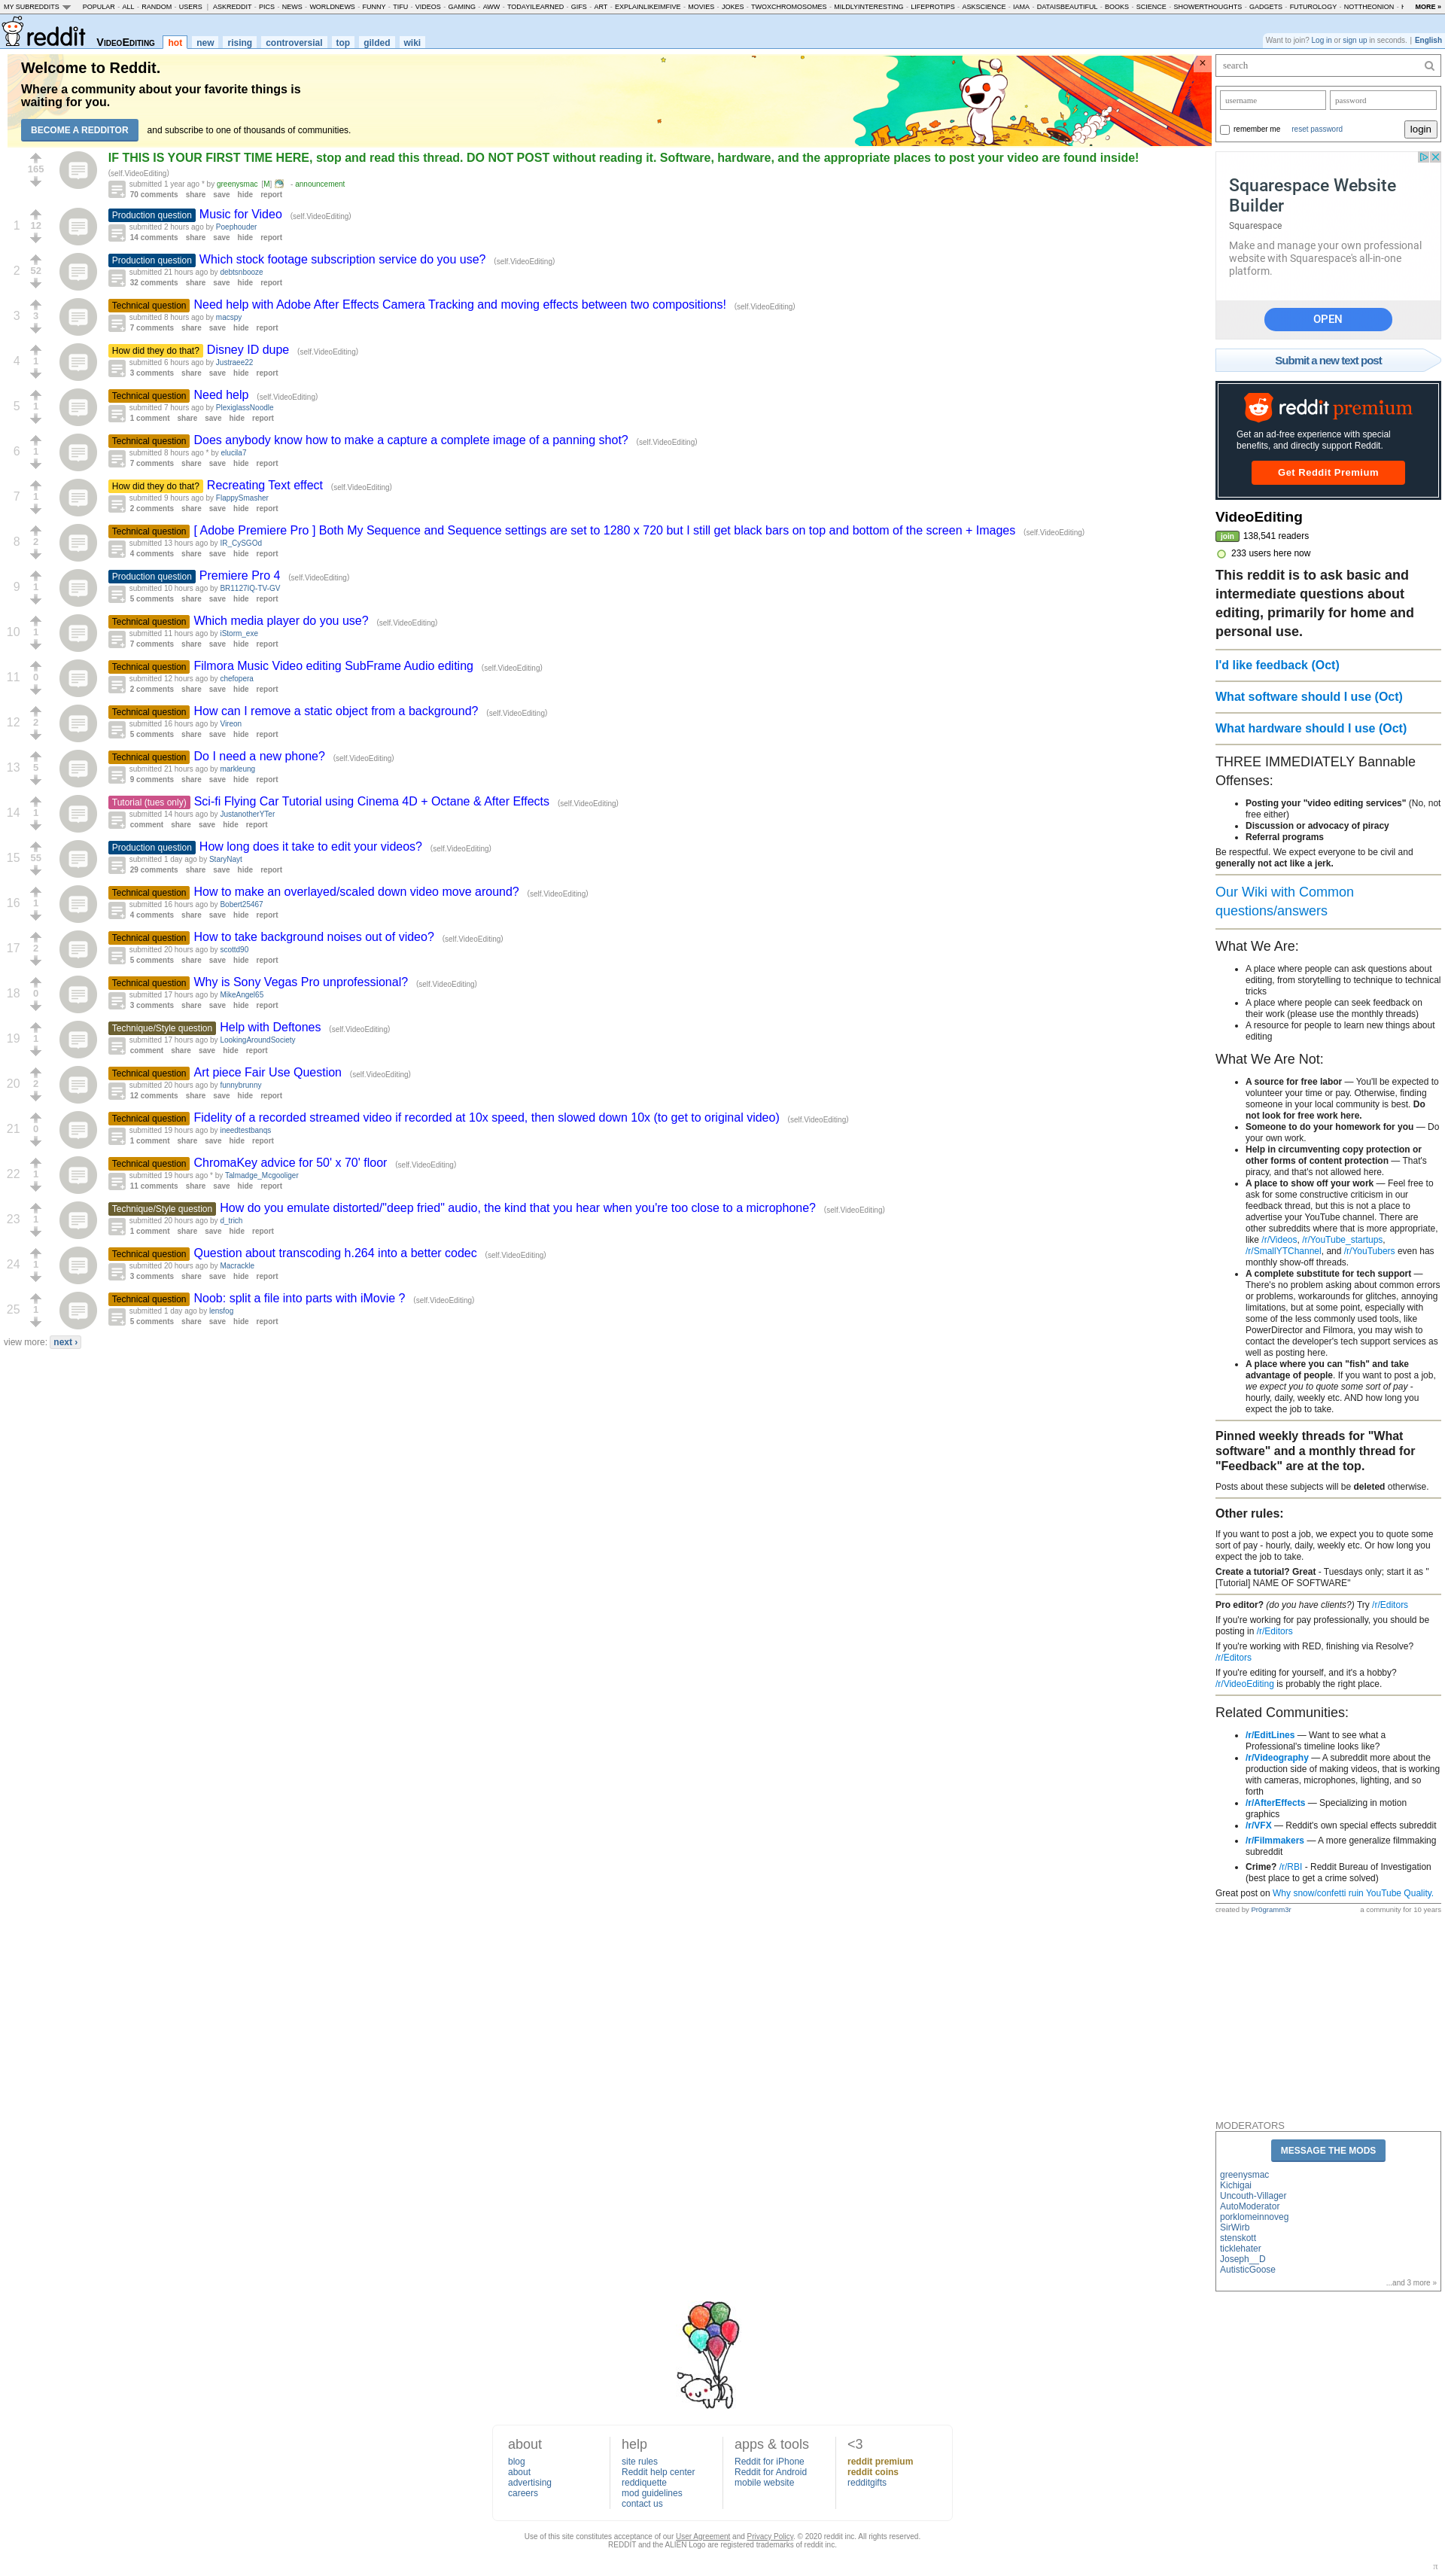 MY SUBREDDITS POPULAR - ALL - RANDOM - USERS | ASKREDDIT - PICS - NEWS - WORLDNEWS - FUNNY - TIFU - VIDEOS - GAMING - AWW - TODAYILEARNED - GIFS - ART - EXPLAINLIKEIMFIVE - MOVIES - JOKES - TWOXCHROMOSOMES - MILDLYINTERESTING - LIFEPROTIPS - ASKSCIENCE - IAMA - DATAISBEAUTIFUL - BOOKS - SCIENCE - SHOWERTHOUGHTS - GADGETS - FUTUROLOGY - NOTTHEONION - MORE »
reddit VIDEOEDITING hot new rising controversial top gilded wiki
Want to join? Log in or sign up in seconds. | English
Welcome to Reddit.
Where a community about your favorite things is
waiting for you.
BECOME A REDDITOR and subscribe to one of thousands of communities.
×
165
IF THIS IS YOUR FIRST TIME HERE, stop and read this thread. DO NOT POST without reading it. Software, hardware, and the appropriate places to post your video are found inside!
(self.VideoEditing)
submitted 1 year ago * by greenysmac [M] - announcement
70 comments share save hide report
1 12 Production question Music for Video (self.VideoEditing)
submitted 2 hours ago by Poephouder
14 comments share save hide report
2 52 Production question Which stock footage subscription service do you use? (self.VideoEditing)
submitted 21 hours ago by debtsnbooze
32 comments share save hide report
3 3 Technical question Need help with Adobe After Effects Camera Tracking and moving effects between two compositions! (self.VideoEditing)
submitted 8 hours ago by macspy
7 comments share save hide report
4 1 How did they do that? Disney ID dupe (self.VideoEditing)
submitted 6 hours ago by Justraee22
3 comments share save hide report
5 1 Technical question Need help (self.VideoEditing)
submitted 7 hours ago by PlexiglassNoodle
1 comment share save hide report
6 1 Technical question Does anybody know how to make a capture a complete image of a panning shot? (self.VideoEditing)
submitted 8 hours ago * by elucila7
7 comments share save hide report
7 1 How did they do that? Recreating Text effect (self.VideoEditing)
submitted 9 hours ago by FlappySmasher
2 comments share save hide report
8 2 Technical question [ Adobe Premiere Pro ] Both My Sequence and Sequence settings are set to 1280 x 720 but I still get black bars on top and bottom of the screen + Images (self.VideoEditing)
submitted 13 hours ago by IR_CySGOd
4 comments share save hide report
9 1 Production question Premiere Pro 4 (self.VideoEditing)
submitted 10 hours ago by BR1127IQ-TV-GV
5 comments share save hide report
10 1 Technical question Which media player do you use? (self.VideoEditing)
submitted 11 hours ago by iStorm_exe
7 comments share save hide report
11 0 Technical question Filmora Music Video editing SubFrame Audio editing (self.VideoEditing)
submitted 12 hours ago by chefopera
2 comments share save hide report
12 2 Technical question How can I remove a static object from a background? (self.VideoEditing)
submitted 16 hours ago by Vireon
5 comments share save hide report
13 5 Technical question Do I need a new phone? (self.VideoEditing)
submitted 21 hours ago by markleung
9 comments share save hide report
14 1 Tutorial (tues only) Sci-fi Flying Car Tutorial using Cinema 4D + Octane & After Effects (self.VideoEditing)
submitted 14 hours ago by JustanotherYTer
comment share save hide report
15 55 Production question How long does it take to edit your videos? (self.VideoEditing)
submitted 1 day ago by StaryNayt
29 comments share save hide report
16 1 Technical question How to make an overlayed/scaled down video move around? (self.VideoEditing)
submitted 16 hours ago by Bobert25467
4 comments share save hide report
17 2 Technical question How to take background noises out of video? (self.VideoEditing)
submitted 20 hours ago by scottd90
5 comments share save hide report
18 0 Technical question Why is Sony Vegas Pro unprofessional? (self.VideoEditing)
submitted 17 hours ago by MikeAngel65
3 comments share save hide report
19 1 Technique/Style question Help with Deftones (self.VideoEditing)
submitted 17 hours ago by LookingAroundSociety
comment share save hide report
20 2 Technical question Art piece Fair Use Question (self.VideoEditing)
submitted 20 hours ago by funnybrunny
12 comments share save hide report
21 0 Technical question Fidelity of a recorded streamed video if recorded at 10x speed, then slowed down 10x (to get to original video) (self.VideoEditing)
submitted 19 hours ago by ineedtestbanqs
1 comment share save hide report
22 1 Technical question ChromaKey advice for 50' x 70' floor (self.VideoEditing)
submitted 19 hours ago * by Talmadge_Mcgooliger
11 comments share save hide report
23 1 Technique/Style question How do you emulate distorted/"deep fried" audio, the kind that you hear when you're too close to a microphone? (self.VideoEditing)
submitted 20 hours ago by d_trich
1 comment share save hide report
24 1 Technical question Question about transcoding h.264 into a better codec (self.VideoEditing)
submitted 20 hours ago by Macrackle
3 comments share save hide report
25 1 Technical question Noob: split a file into parts with iMovie ? (self.VideoEditing)
submitted 1 day ago by lensfog
5 comments share save hide report
view more: next ›
search
username password
remember me reset password login
Squarespace Website
Builder
Squarespace
Make and manage your own professional
website with Squarespace's all-in-one
platform.
OPEN
Submit a new text post
reddit premium
Get an ad-free experience with special
benefits, and directly support Reddit.
Get Reddit Premium
VideoEditing
join 138,541 readers
233 users here now
This reddit is to ask basic and
intermediate questions about
editing, primarily for home and
personal use.
I'd like feedback (Oct)
What software should I use (Oct)
What hardware should I use (Oct)
THREE IMMEDIATELY Bannable
Offenses:
• Posting your "video editing services" (No, not
free either)
• Discussion or advocacy of piracy
• Referral programs
Be respectful. We expect everyone to be civil and
generally not act like a jerk.
Our Wiki with Common
questions/answers
What We Are:
• A place where people can ask questions about
editing, from storytelling to technique to technical
tricks
• A place where people can seek feedback on
their work (please use the monthly threads)
• A resource for people to learn new things about
editing
What We Are Not:
• A source for free labor — You'll be expected to
volunteer your time or pay. Otherwise, finding
someone in your local community is best. Do
not look for free work here.
• Someone to do your homework for you — Do
your own work.
• Help in circumventing copy protection or
other forms of content protection — That's
piracy, and that's not allowed here.
• A place to show off your work — Feel free to
ask for some constructive criticism in our
feedback thread, but this is not a place to
advertise your YouTube channel. There are
other subreddits where that is more appropriate,
like /r/Videos, /r/YouTube_startups,
/r/SmallYTChannel, and /r/YouTubers even has
monthly show-off threads.
• A complete substitute for tech support —
There's no problem asking about common errors
or problems, workarounds for glitches, annoying
limitations, but at some point, especially with
some of the less commonly used tools, like
PowerDirector and Filmora, you may wish to
contact the developer's tech support services as
well as posting here.
• A place where you can "fish" and take
advantage of people. If you want to post a job,
we expect you to quote some sort of pay -
hourly, daily, weekly etc. AND how long you
expect the job to take.
Pinned weekly threads for "What
software" and a monthly thread for
"Feedback" are at the top.
Posts about these subjects will be deleted otherwise.
Other rules:
If you want to post a job, we expect you to quote some
sort of pay - hourly, daily, weekly etc. Or how long you
expect the job to take.
Create a tutorial? Great - Tuesdays only; start it as "
[Tutorial] NAME OF SOFTWARE"
Pro editor? (do you have clients?) Try /r/Editors
If you're working for pay professionally, you should be
posting in /r/Editors
If you're working with RED, finishing via Resolve?
/r/Editors
If you're editing for yourself, and it's a hobby?
/r/VideoEditing is probably the right place.
Related Communities:
• /r/EditLines — Want to see what a
Professional's timeline looks like?
• /r/Videography — A subreddit more about the
production side of making videos, that is working
with cameras, microphones, lighting, and so
forth
• /r/AfterEffects — Specializing in motion
graphics
• /r/VFX — Reddit's own special effects subreddit
• /r/Filmmakers — A more generalize filmmaking
subreddit
• Crime? /r/RBI - Reddit Bureau of Investigation
(best place to get a crime solved)
Great post on Why snow/confetti ruin YouTube Quality.
created by Pr0gramm3r a community for 10 years
MODERATORS
MESSAGE THE MODS
greenysmac
Kichigai
Uncouth-Villager
AutoModerator
porklomeinnoveg
SirWirb
stenskott
ticklehater
Joseph__D
AutisticGoose
...and 3 more »
about
blog
about
advertising
careers
help
site rules
Reddit help center
reddiquette
mod guidelines
contact us
apps & tools
Reddit for iPhone
Reddit for Android
mobile website
<3
reddit premium
reddit coins
redditgifts
Use of this site constitutes acceptance of our User Agreement and Privacy Policy. © 2020 reddit inc. All rights reserved.
REDDIT and the ALIEN Logo are registered trademarks of reddit inc.
π